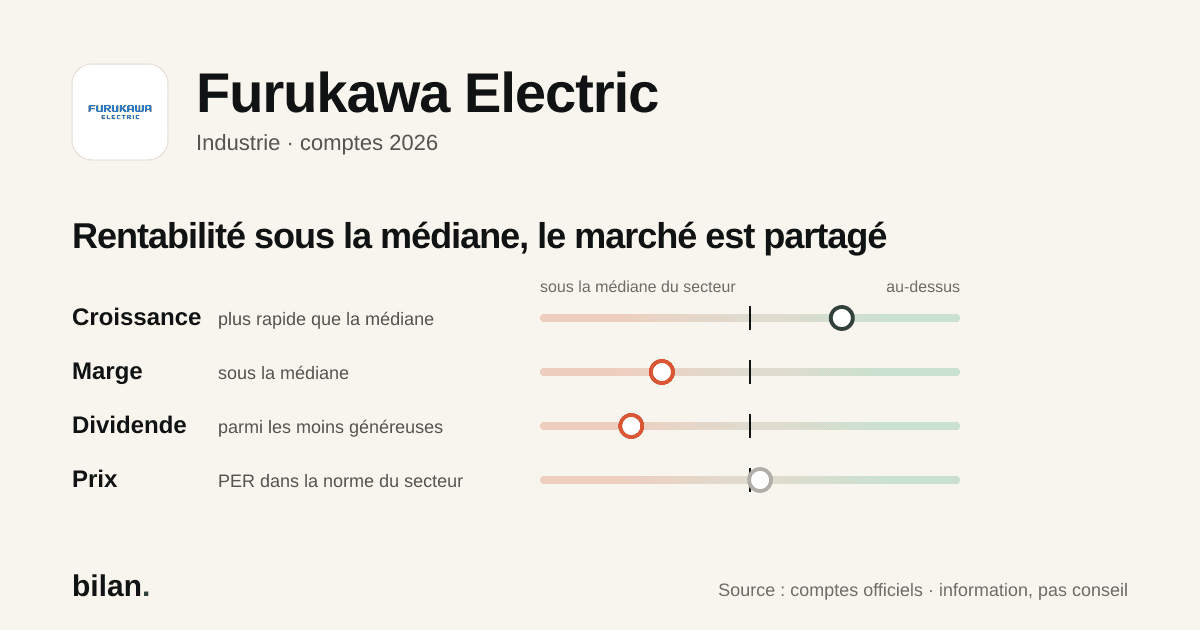 FURUKAWA
ELECTRIC
Furukawa Electric
Industrie · comptes 2026
Rentabilité sous la médiane, le marché est partagé
sous la médiane du secteur au-dessus
Croissance plus rapide que la médiane
Marge sous la médiane
Dividende parmi les moins généreuses
Prix PER dans la norme du secteur
bilan.
Source : comptes officiels · information, pas conseil